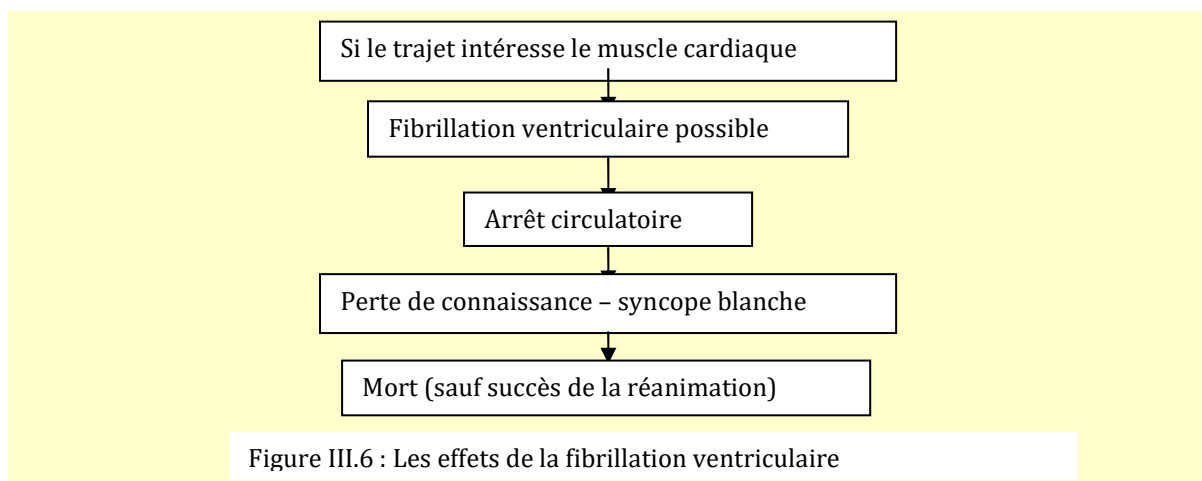 Si le trajet intéresse le muscle cardiaque
Fibrillation ventriculaire possible
Arrêt circulatoire
Perte de connaissance – syncope blanche
Mort (sauf succès de la réanimation)
Figure III.6 : Les effets de la fibrillation ventriculaire